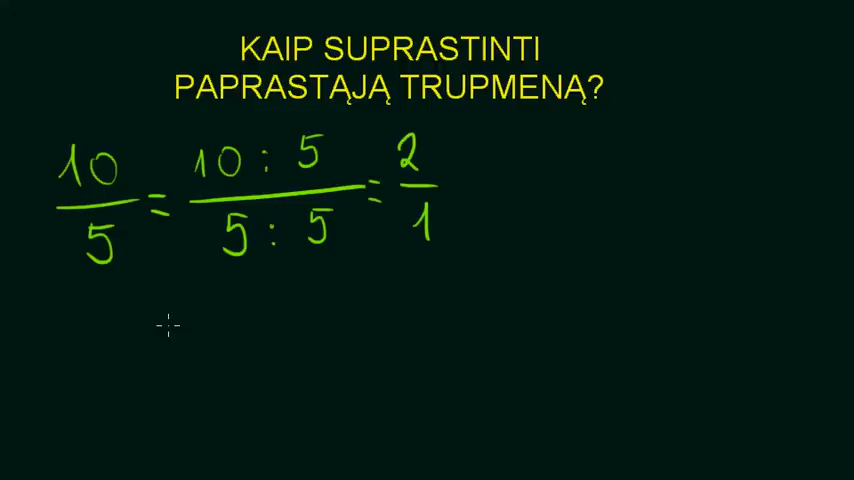 KAIP SUPRASTINTI
PAPRASTĄJĄ TRUPMENĄ?
10/5 = 10 : 5/5 : 5 = 2/1